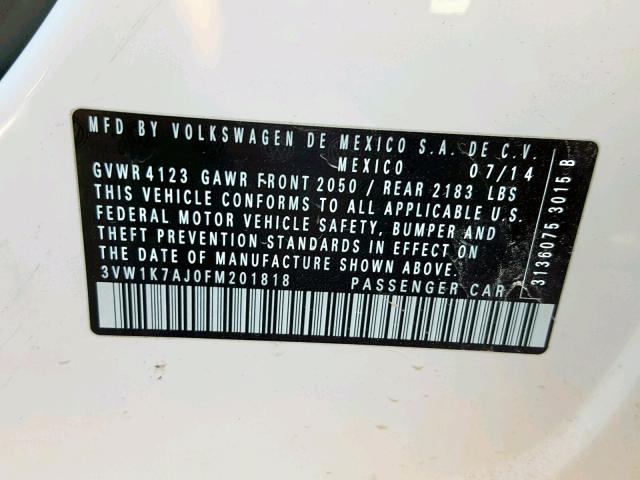 MFD BY VOLKSWAGEN DE MEXICO S.A. DE C.V.
MEXICO 07/14
GVWR 4123 GAWR FRONT 2050 / REAR 2183 LBS
THIS VEHICLE CONFORMS TO ALL APPLICABLE U.S.
FEDERAL MOTOR VEHICLE SAFETY, BUMPER AND
THEFT PREVENTION STANDARDS IN EFFECT ON
THE DATE OF MANUFACTURE SHOWN ABOVE.
3VW1K7AJ0FM201818 PASSENGER CAR
3136075 3015 B